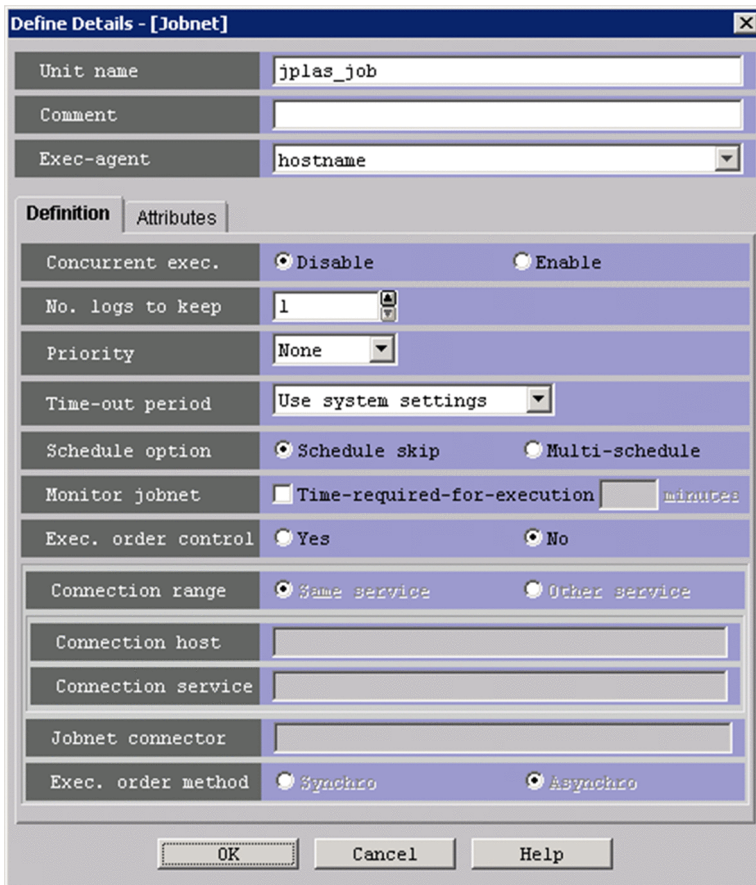 Define Details - [Jobnet]
Unit name jplas_job
Comment
Exec-agent hostname
Definition Attributes
Concurrent exec. Disable Enable
No. logs to keep 1
Priority None
Time-out period Use system settings
Schedule option Schedule skip Multi-schedule
Monitor jobnet Time-required-for-execution minutes
Exec. order control Yes No
Connection range Same service Other service
Connection host
Connection service
Jobnet connector
Exec. order method Synchro Asynchro
OK Cancel Help